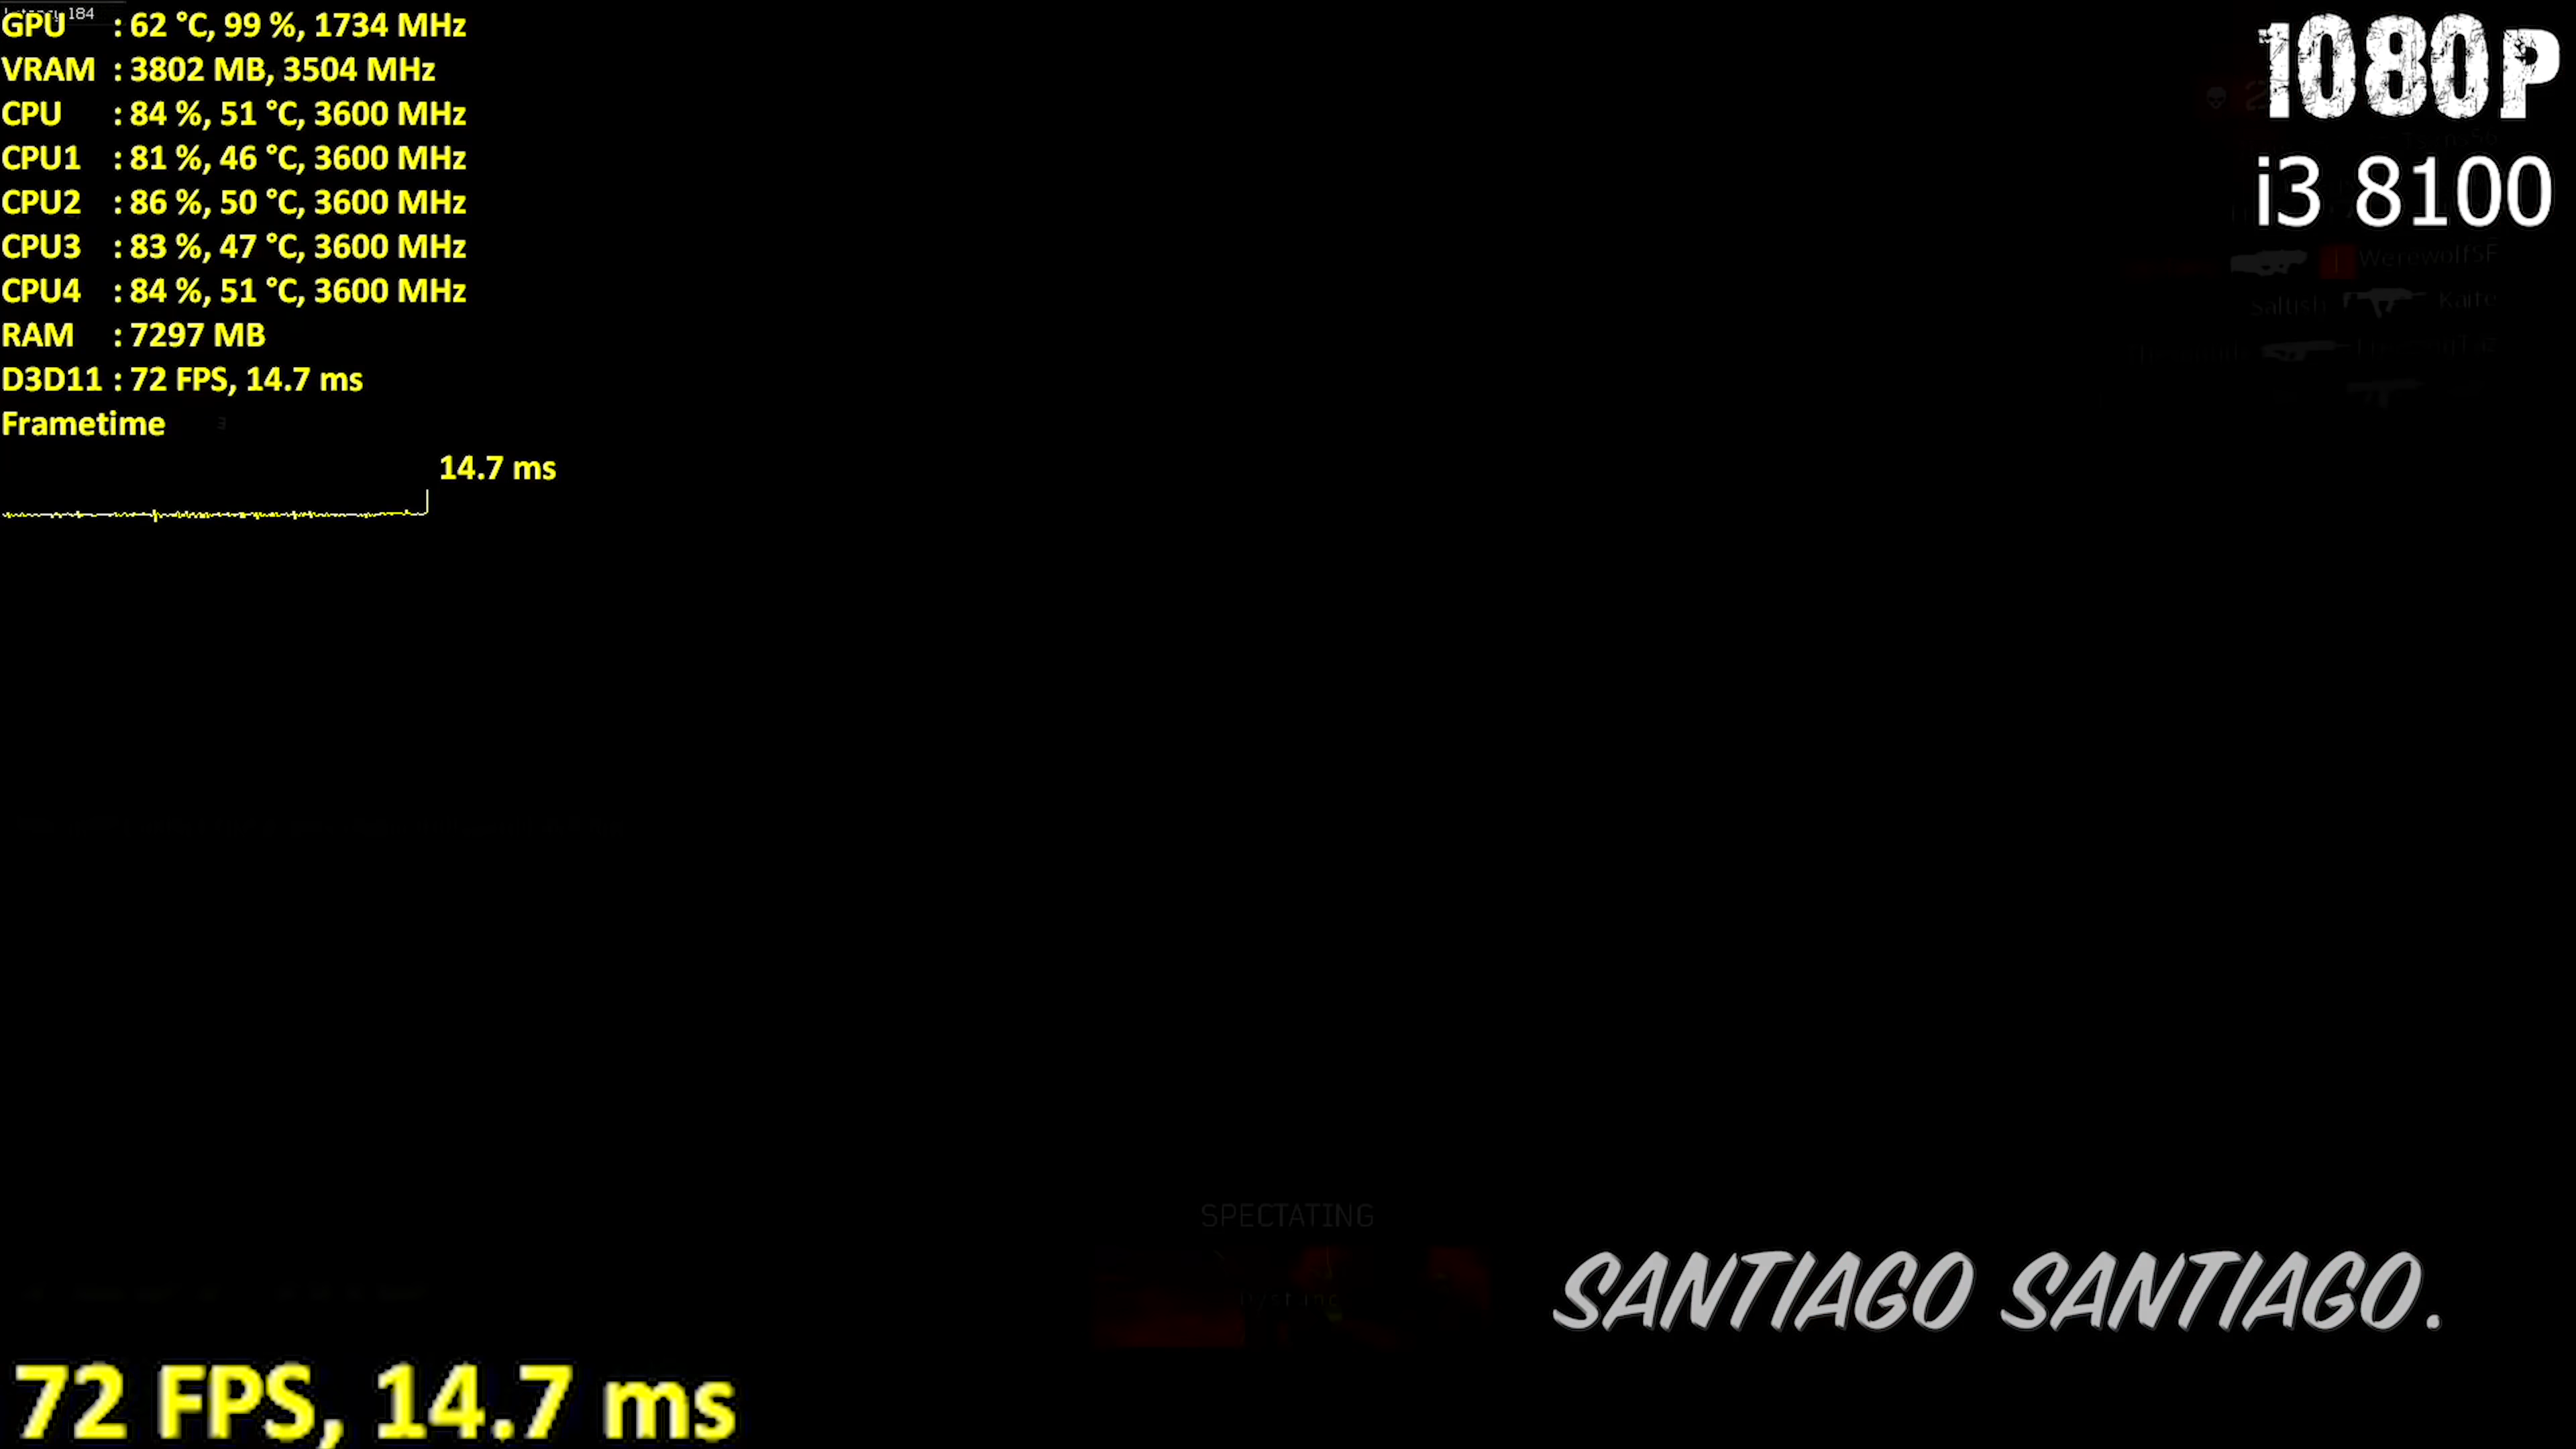 184
GPU : 62 °C, 99 %, 1734 MHz
VRAM : 3802 MB, 3504 MHz
CPU : 84 %, 51 °C, 3600 MHz
CPU1 : 81 %, 46 °C, 3600 MHz
CPU2 : 86 %, 50 °C, 3600 MHz
CPU3 : 83 %, 47 °C, 3600 MHz
CPU4 : 84 %, 51 °C, 3600 MHz
RAM : 7297 MB
D3D11 : 72 FPS, 14.7 ms
Frametime
14.7 ms
1080P
i3 8100
WerewolfSF
Saltish
SPECTATING
SANTIAGO SANTIAGO.
72 FPS, 14.7 ms